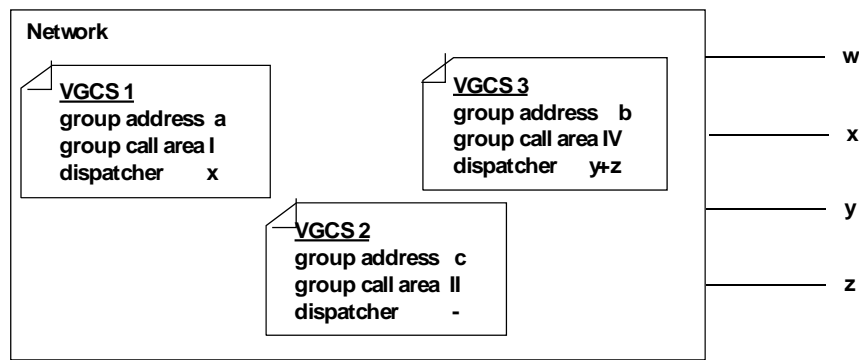 Network
VGCS 1
group address a
group call area I
dispatcher x
VGCS 3
group address b
group call area IV
dispatcher y+z
VGCS 2
group address c
group call area II
dispatcher -
w
x
y
z